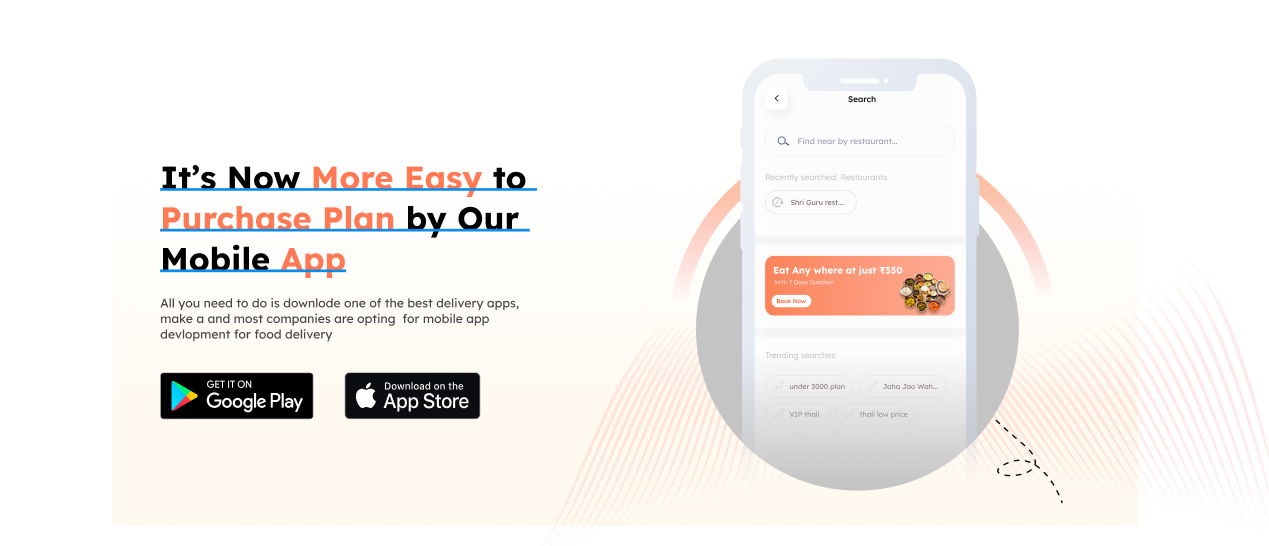 It’s Now More Easy to
Purchase Plan by Our
Mobile App
All you need to do is downlode one of the best delivery apps,
make a and most companies are opting for mobile app
devlopment for food delivery
GET IT ON
Google Play
Download on the
App Store
Search
Find near by restaurant...
Recently searched Restaurants
Shri Guru rest...
Eat Any where at just ₹350
With 7 Days Duration
Book Now
Trending searches
under 3000 plan
Jaha Jao Wah...
VIP thali
thali low price